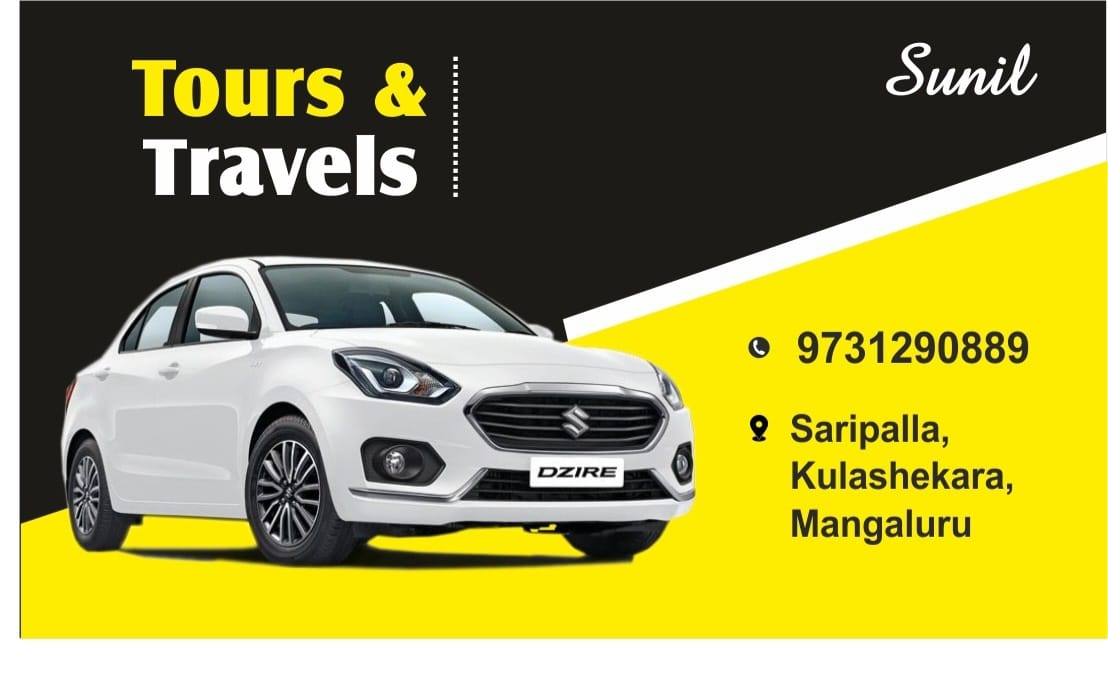 Tours &
Travels
Sunil
9731290889
Saripalla,
Kulashekara,
Mangaluru
DZIRE